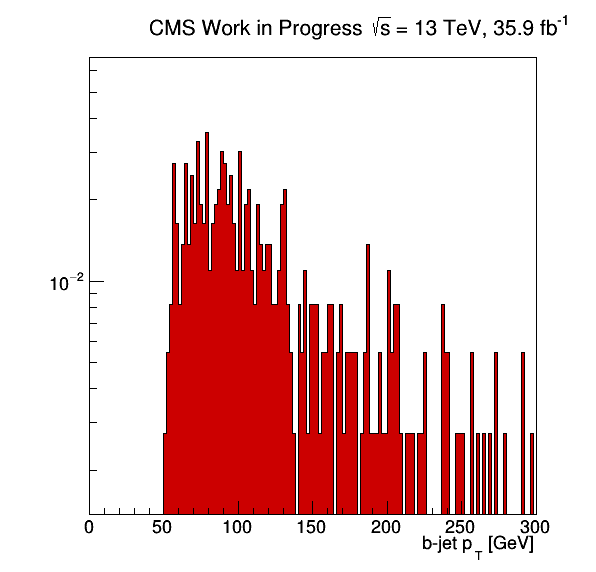 CMS Work in Progress √s = 13 TeV, 35.9 fb⁻¹
10⁻²
0 50 100 150 200 250 300
b-jet p_T [GeV]